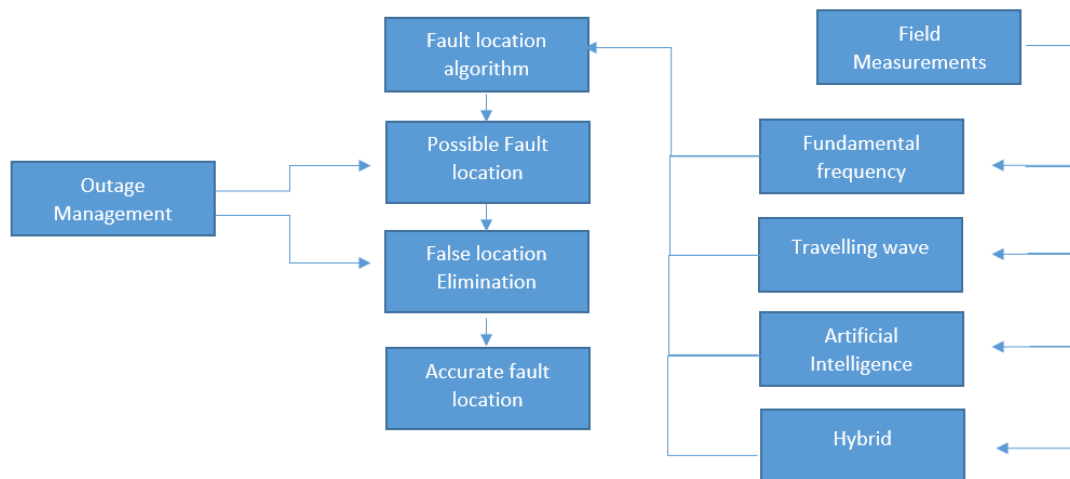 Fault location
algorithm
Field
Measurements
Possible Fault
location
Fundamental
frequency
Outage
Management
False location
Elimination
Travelling wave
Accurate fault
location
Artificial
Intelligence
Hybrid